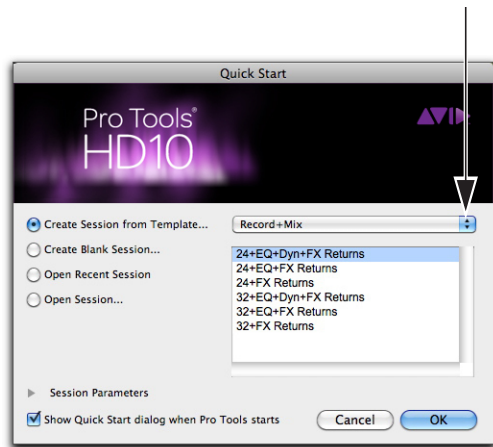 Quick Start
Pro Tools®
HD10
AVID
Create Session from Template...
Record+Mix
Create Blank Session...
Open Recent Session
Open Session...
24+EQ+Dyn+FX Returns
24+EQ+FX Returns
24+FX Returns
32+EQ+Dyn+FX Returns
32+EQ+FX Returns
32+FX Returns
Session Parameters
Show Quick Start dialog when Pro Tools starts
Cancel
OK